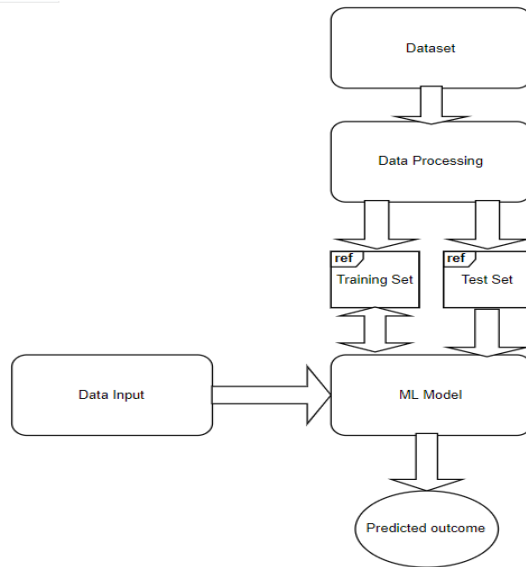 Dataset
Data Processing
ref
Training Set
ref
Test Set
Data Input
ML Model
Predicted outcome